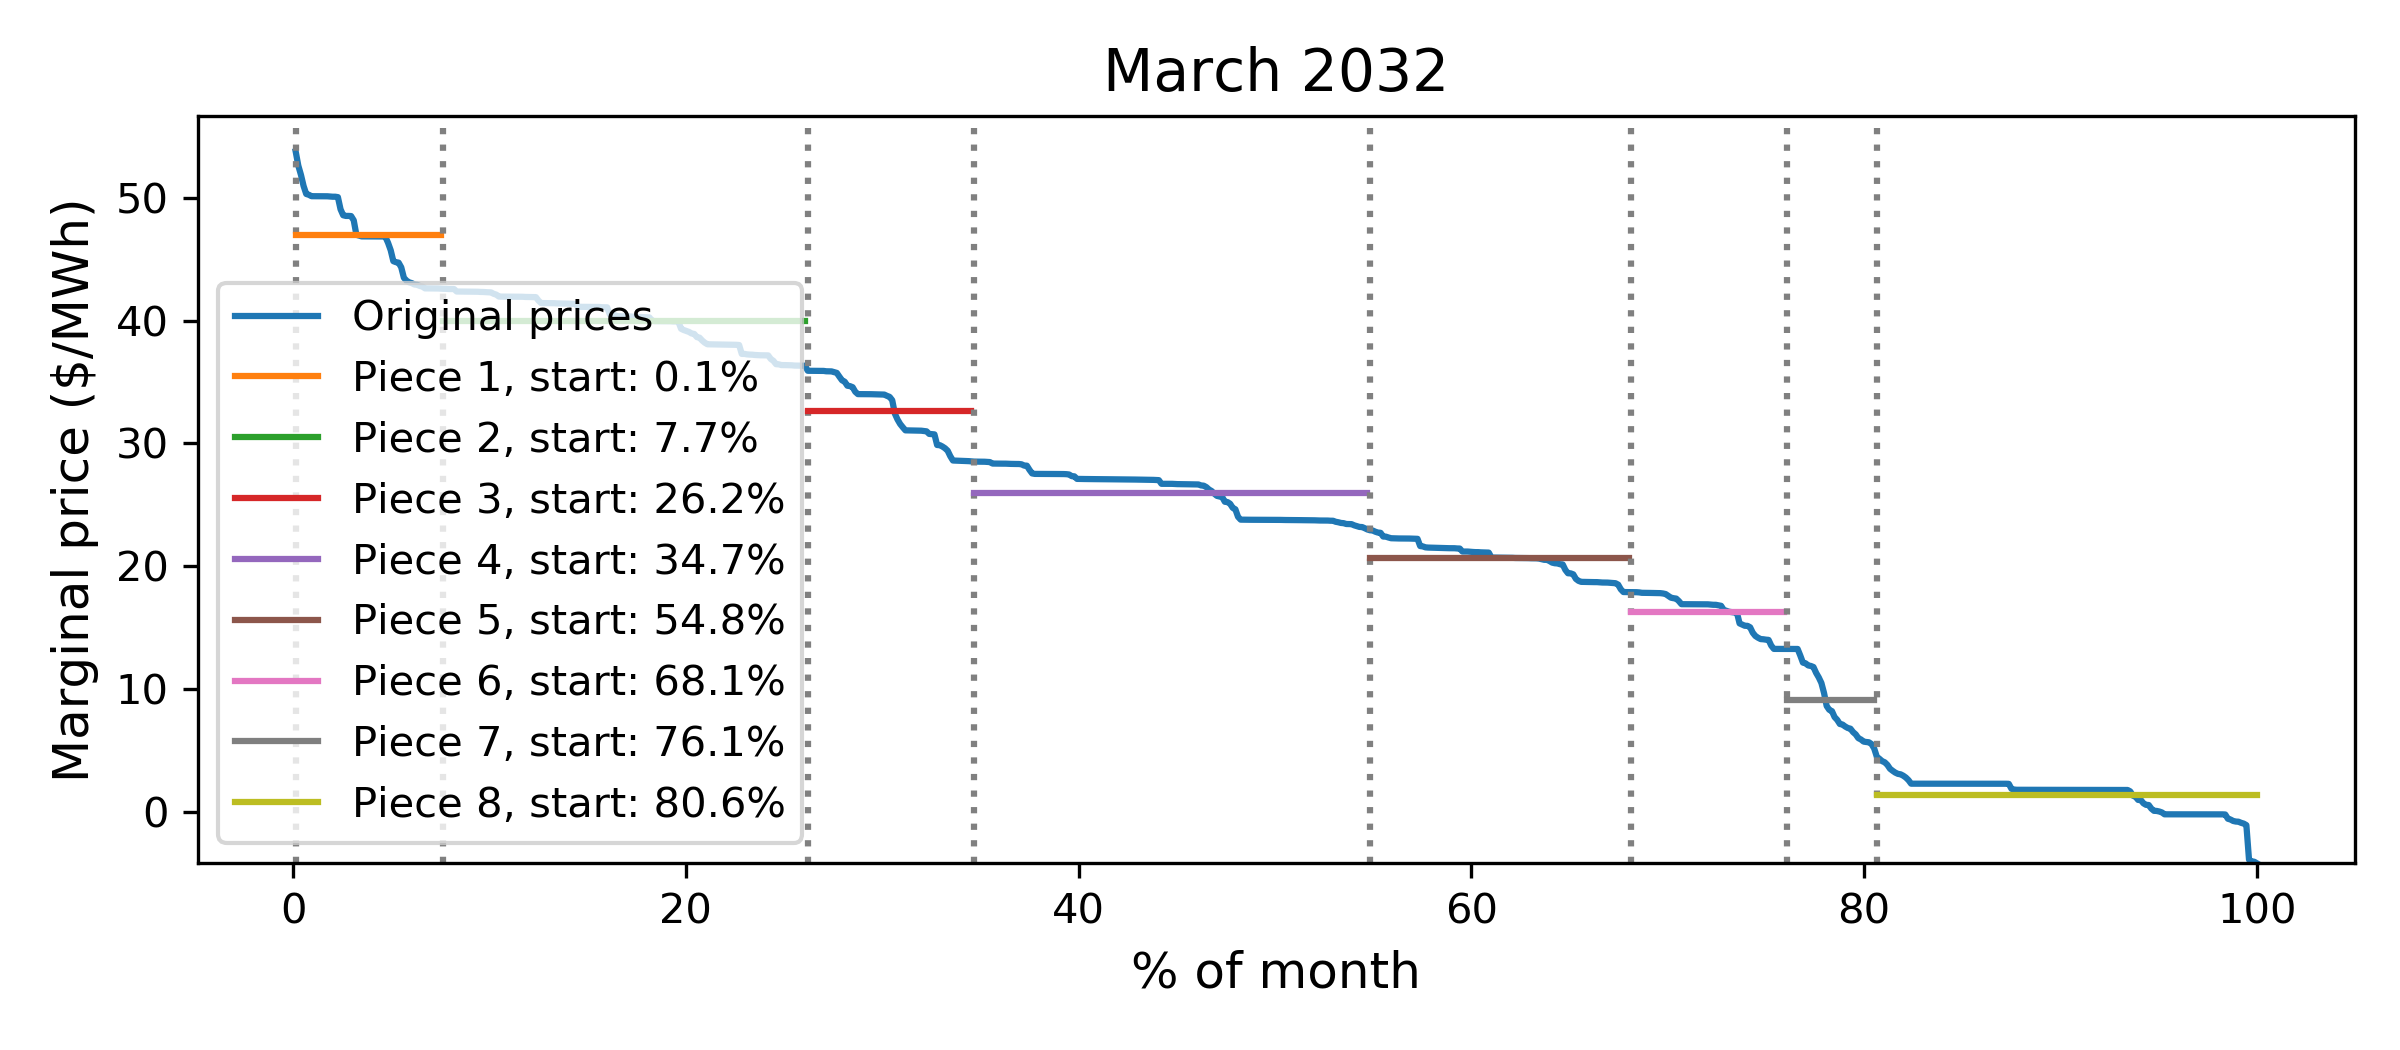 March 2032
Marginal price ($/MWh)
50
40
30
20
10
0
Original prices
Piece 1, start: 0.1%
Piece 2, start: 7.7%
Piece 3, start: 26.2%
Piece 4, start: 34.7%
Piece 5, start: 54.8%
Piece 6, start: 68.1%
Piece 7, start: 76.1%
Piece 8, start: 80.6%
0 20 40 60 80 100
% of month